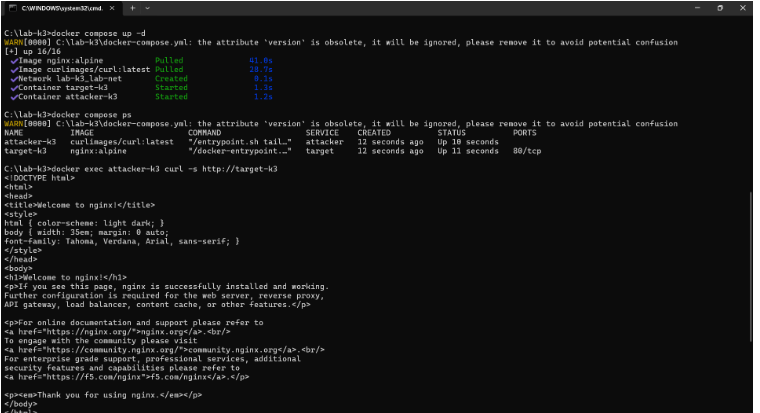 C:\WINDOWS\system32\cmd.
C:\lab-k3>docker compose up -d
WARN[0000] C:\lab-k3\docker-compose.yml: the attribute 'version' is obsolete, it will be ignored, please remove it to avoid potential confusion
[+] up 16/16
✔Image nginx:alpine Pulled 41.0s
✔Image curlimages/curl:latest Pulled 20.7s
✔Network lab-k3_lab-net Created 0.1s
✔Container target-k3 Started 1.3s
✔Container attacker-k3 Started 1.2s
C:\lab-k3>docker compose ps
WARN[0000] C:\lab-k3\docker-compose.yml: the attribute 'version' is obsolete, it will be ignored, please remove it to avoid potential confusion
NAME IMAGE COMMAND SERVICE CREATED STATUS PORTS
attacker-k3 curlimages/curl:latest "/entrypoint.sh tail…" attacker 12 seconds ago Up 10 seconds
target-k3 nginx:alpine "/docker-entrypoint.…" target 12 seconds ago Up 11 seconds 80/tcp
C:\lab-k3>docker exec attacker-k3 curl -s http://target-k3
<!DOCTYPE html>
<html>
<head>
<title>Welcome to nginx!</title>
<style>
html { color-scheme: light dark; }
body { width: 35em; margin: 0 auto;
font-family: Tahoma, Verdana, Arial, sans-serif; }
</style>
</head>
<body>
<h1>Welcome to nginx!</h1>
<p>If you see this page, nginx is successfully installed and working.
Further configuration is required for the web server, reverse proxy,
API gateway, load balancer, content cache, or other features.</p>
<p>For online documentation and support please refer to
<a href="https://nginx.org/">nginx.org</a>.<br/>
To engage with the community please visit
<a href="https://community.nginx.org/">community.nginx.org</a>.<br/>
For enterprise grade support, professional services, additional
security features and capabilities please refer to
<a href="https://f5.com/nginx">f5.com/nginx</a>.</p>
<p><em>Thank you for using nginx.</em></p>
</body>
</html>